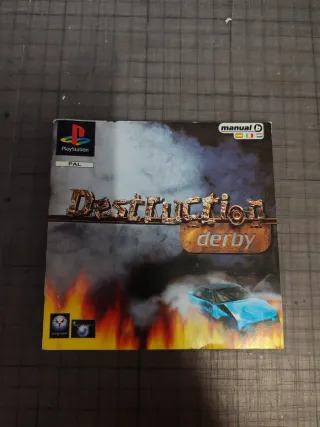 manual b
PlayStation
PAL
Destruction
derby